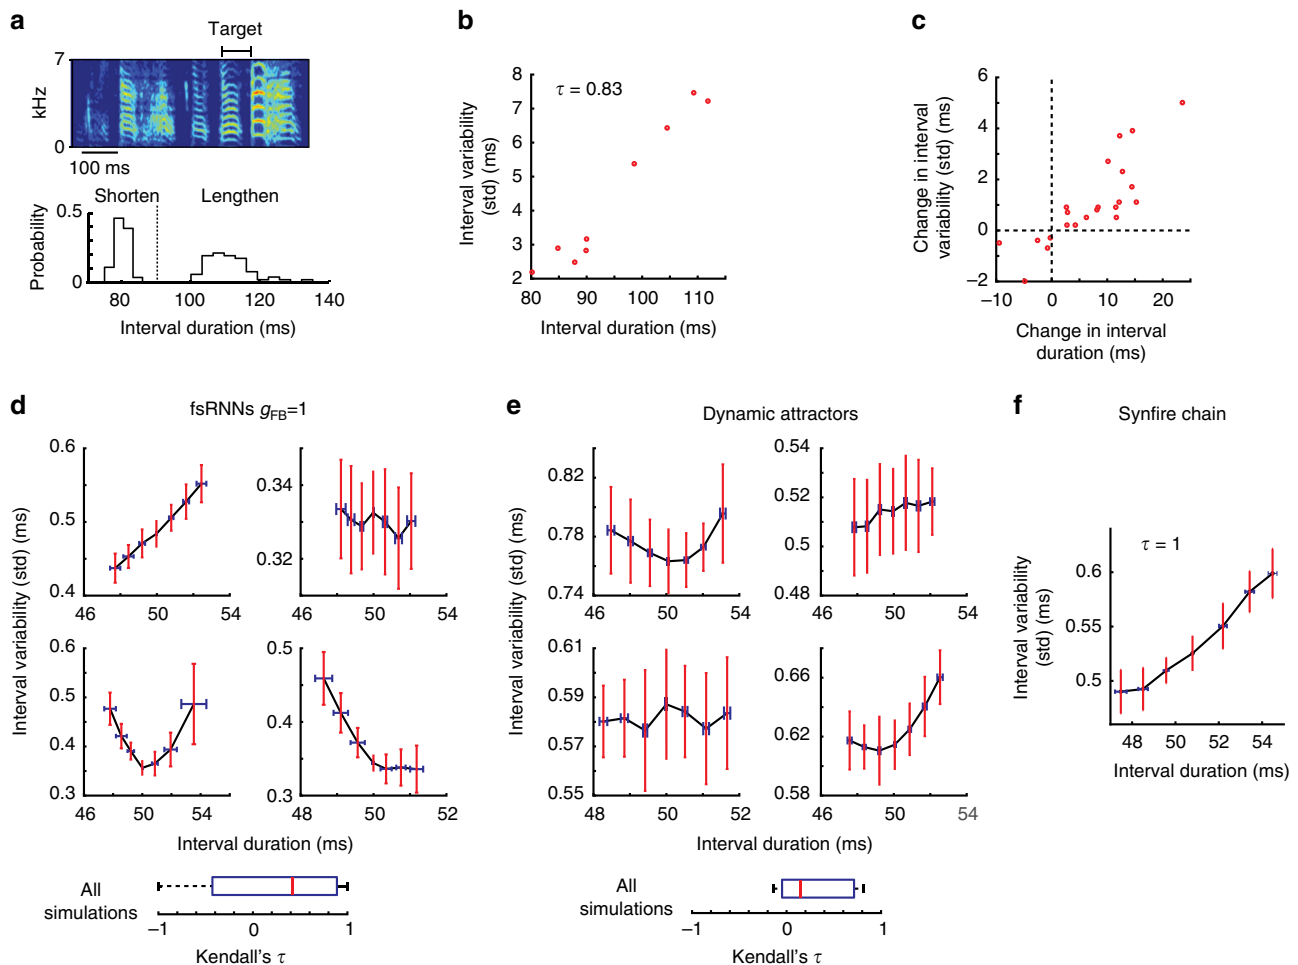 a
Target
7
kHz
0
100 ms
Shorten
Lengthen
0.5
Probability
0
80
100
120
140
Interval duration (ms)
b
8
7
6
5
4
3
2
τ = 0.83
Interval variability
(std) (ms)
80
90
100
110
Interval duration (ms)
c
6
4
2
0
−2
Change in interval
variability (std) (ms)
−10
0
10
20
Change in interval
duration (ms)
d
fsRNNs gFB=1
Interval variability (std) (ms)
0.6
0.5
0.4
46
50
54
0.34
0.32
46
50
54
0.6
0.5
0.4
0.3
46
50
54
0.5
0.4
0.3
48
50
52
Interval duration (ms)
All
simulations
−1
0
1
Kendall's τ
e
Dynamic attractors
Interval variability (std) (ms)
0.82
0.78
0.74
46
50
54
0.54
0.52
0.5
0.48
46
50
54
0.61
0.59
0.57
0.55
48
50
52
0.66
0.62
0.58
46
50
54
Interval duration (ms)
All
simulations
−1
0
1
Kendall's τ
f
Synfire chain
τ = 1
Interval variability
(std) (ms)
0.6
0.55
0.5
48
50
52
54
Interval duration (ms)